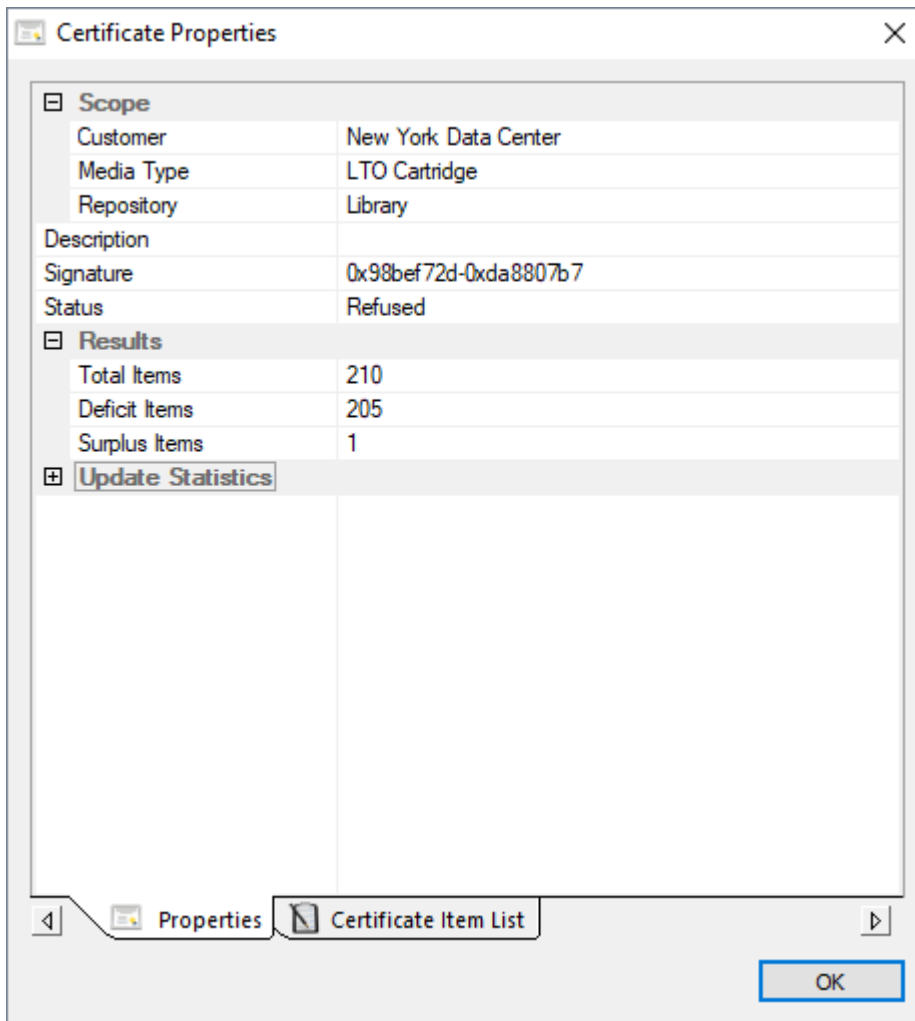 Certificate Properties
Scope
Customer New York Data Center
Media Type LTO Cartridge
Repository Library
Description
Signature 0x98bef72d-0xda8807b7
Status Refused
Results
Total Items 210
Deficit Items 205
Surplus Items 1
Update Statistics
Properties Certificate Item List
OK